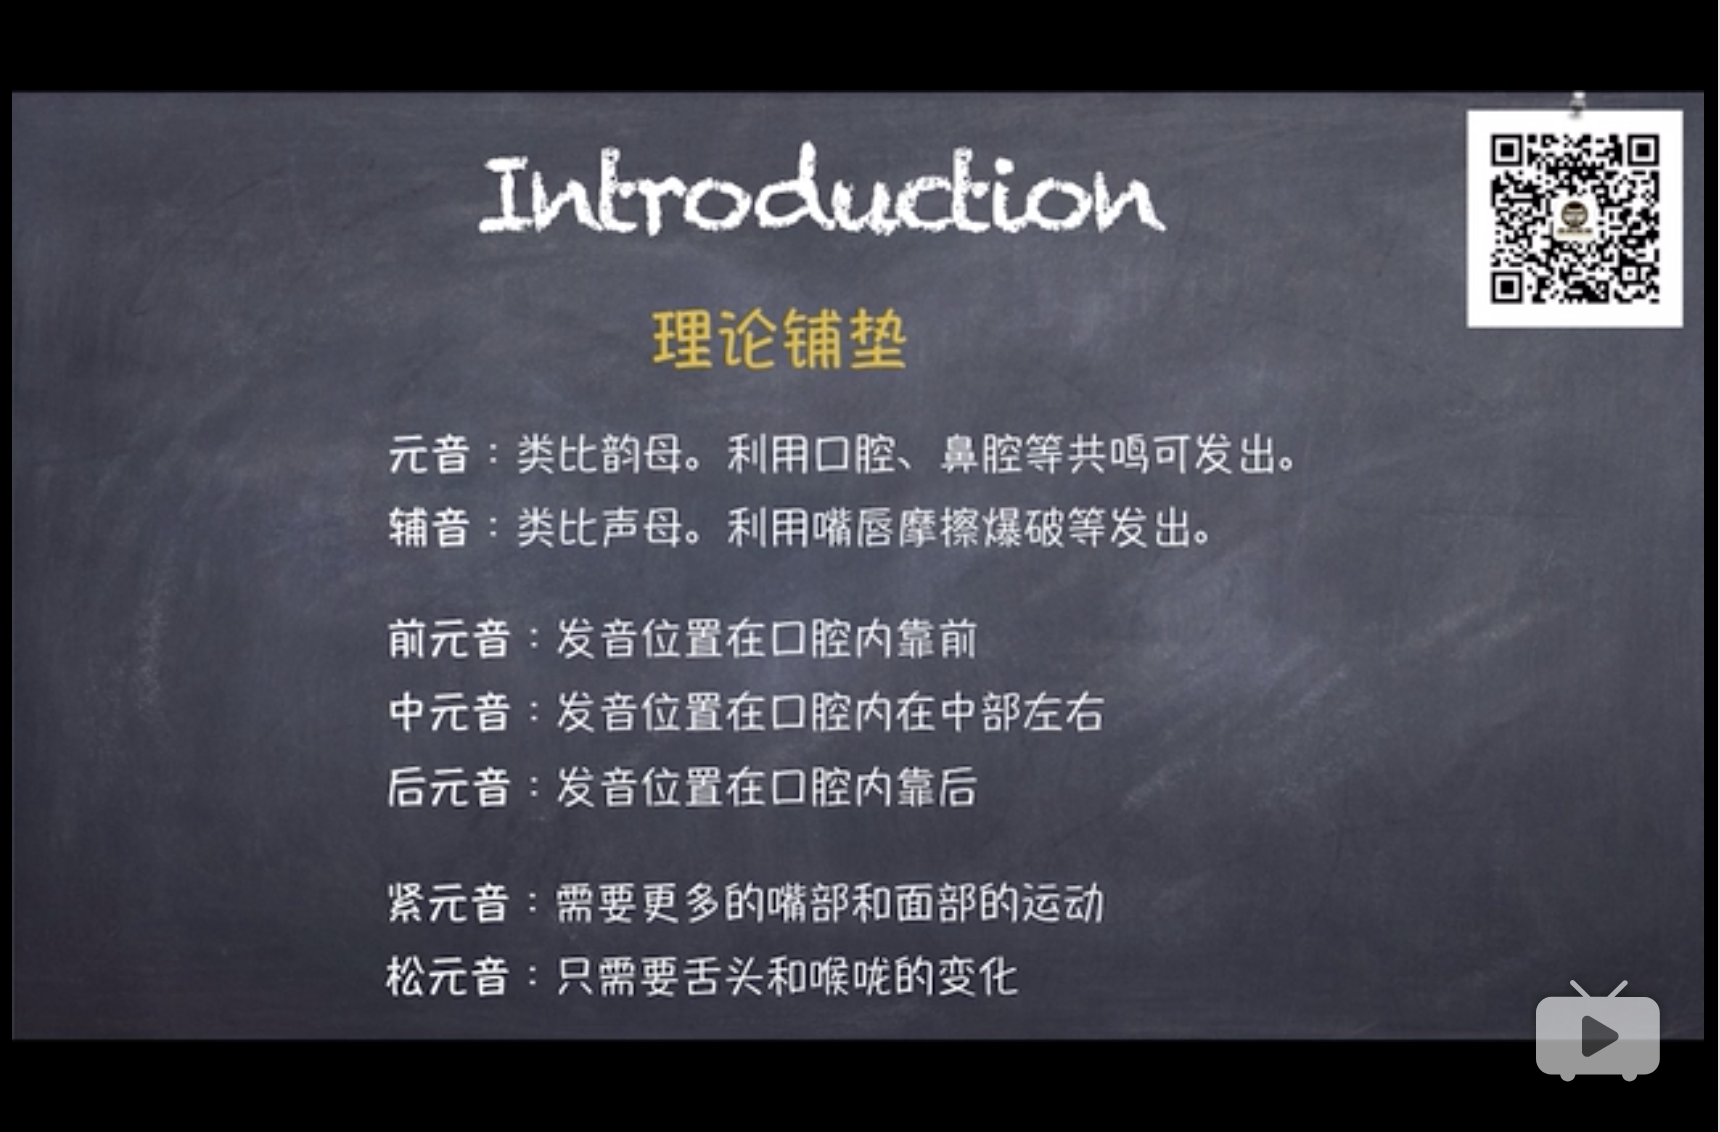 Introduction
理论铺垫
元音：类比韵母。利用口腔、鼻腔等共鸣可发出。
辅音：类比声母。利用嘴唇摩擦爆破等发出。
前元音：发音位置在口腔内靠前
中元音：发音位置在口腔内在中部左右
后元音：发音位置在口腔内靠后
紧元音：需要更多的嘴部和面部的运动
松元音：只需要舌头和喉咙的变化